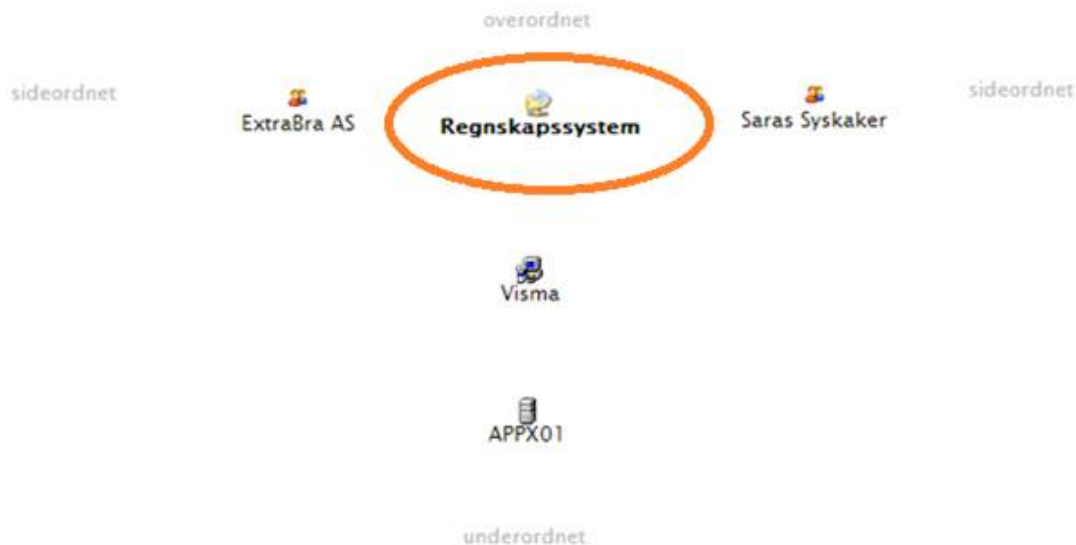 overordnet
sideordnet
sideordnet
ExtraBra AS
Regnskapssystem
Saras Syskaker
Visma
APPX01
underordnet